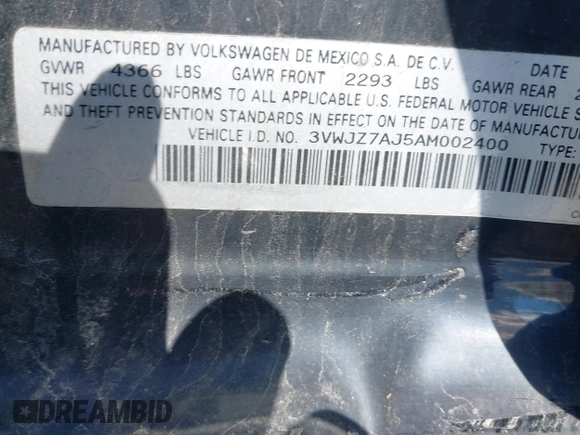 MANUFACTURED BY VOLKSWAGEN DE MEXICO S.A. DE C.V. DATE
GVWR 4366 LBS GAWR FRONT 2293 LBS GAWR REAR
THIS VEHICLE CONFORMS TO ALL APPLICABLE U.S. FEDERAL MOTOR VEHICLE S
AND THEFT PREVENTION STANDARDS IN EFFECT ON THE DATE OF MANUFACTUR
VEHICLE I.D. NO. 3VWJZ7AJ5AM002400 TYPE:
DREAMBID